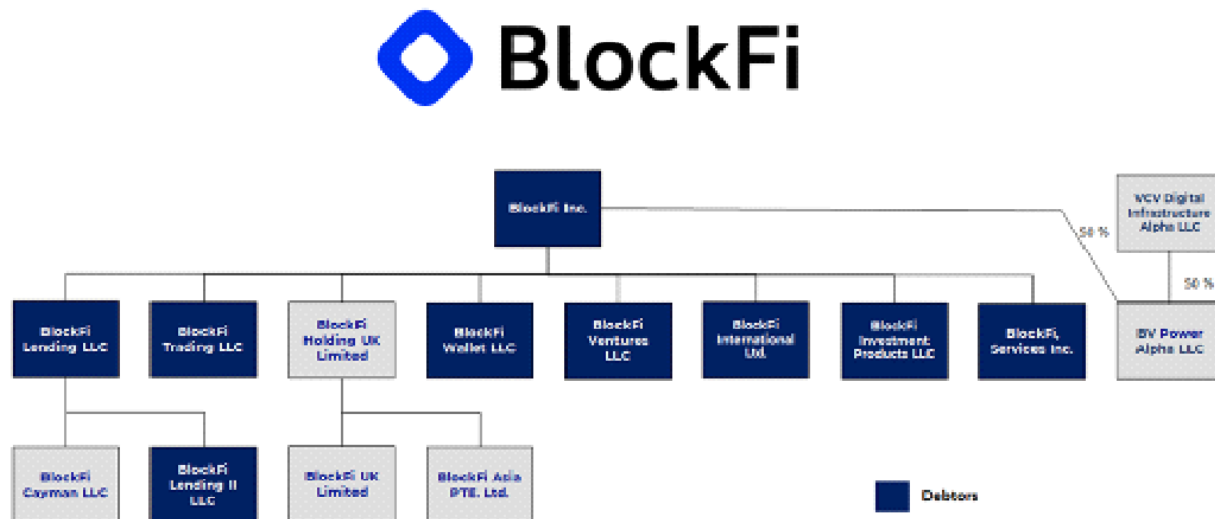 BlockFi
BlockFi Inc.
VCV Digital
Infrastructure
Alpha LLC
50 %
50 %
BlockFi
Lending LLC
BlockFi
Trading LLC
BlockFi
Holding UK
Limited
BlockFi
Wallet LLC
BlockFi
Ventures
LLC
BlockFi
International
Ltd.
BlockFi
Investment
Products LLC
BlockFi,
Services Inc.
BV Power
Alpha LLC
BlockFi
Cayman LLC
BlockFi
Lending II
LLC
BlockFi UK
Limited
BlockFi Asia
PTE. Ltd.
Debtors